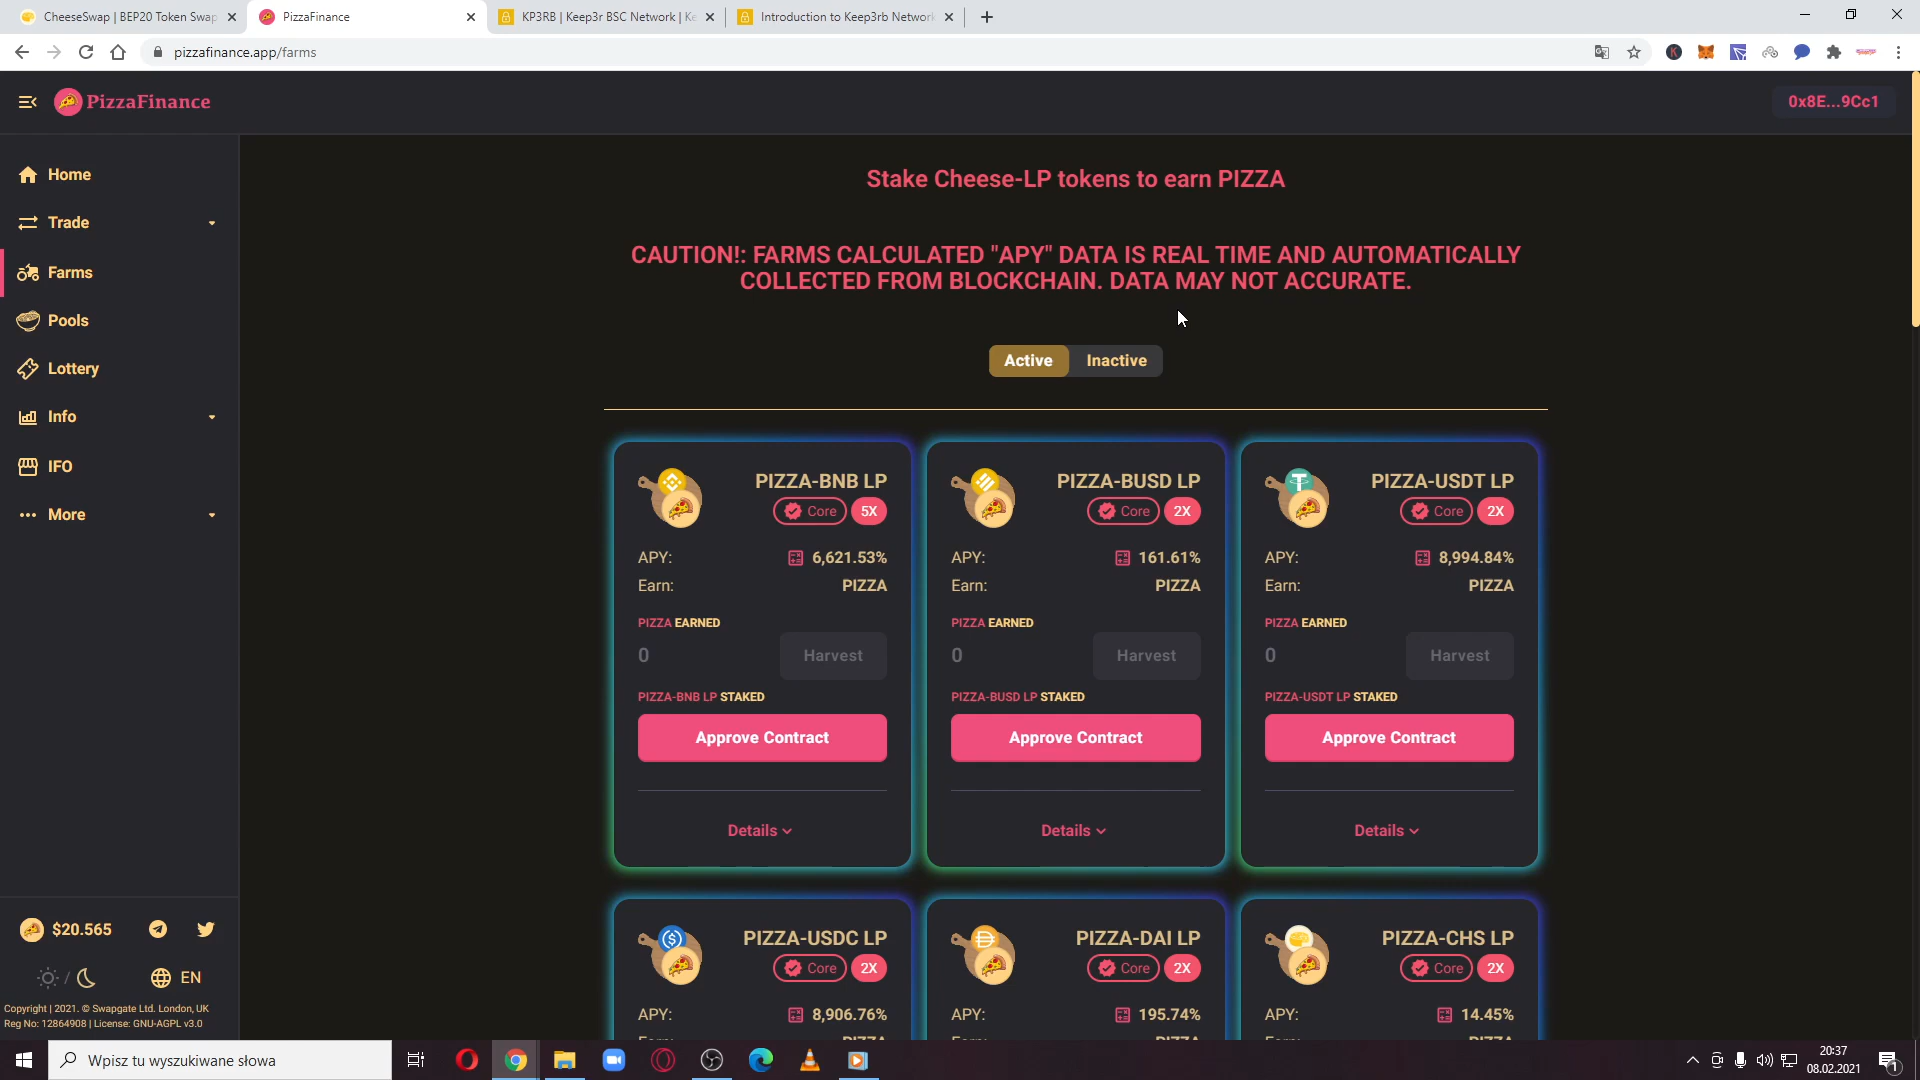 CheeseSwap | BEP20 Token Swap
PizzaFinance
KP3RB | Keep3r BSC Network | Ke
Introduction to Keep3rb Network
pizzafinance.app/farms
PizzaFinance
0x8E...9Cc1
Home
Trade
Farms
Pools
Lottery
Info
IFO
More
Stake Cheese-LP tokens to earn PIZZA
CAUTION!: FARMS CALCULATED "APY" DATA IS REAL TIME AND AUTOMATICALLY
COLLECTED FROM BLOCKCHAIN. DATA MAY NOT ACCURATE.
Active Inactive
PIZZA-BNB LP
Core 5X
APY: 6,621.53%
Earn: PIZZA
PIZZA EARNED
0 Harvest
PIZZA-BNB LP STAKED
Approve Contract
Details
PIZZA-BUSD LP
Core 2X
APY: 161.61%
Earn: PIZZA
PIZZA EARNED
0 Harvest
PIZZA-BUSD LP STAKED
Approve Contract
Details
PIZZA-USDT LP
Core 2X
APY: 8,994.84%
Earn: PIZZA
PIZZA EARNED
0 Harvest
PIZZA-USDT LP STAKED
Approve Contract
Details
PIZZA-USDC LP
Core 2X
APY: 8,906.76%
Earn: PIZZA
PIZZA-DAI LP
Core 2X
APY: 195.74%
Earn: PIZZA
PIZZA-CHS LP
Core 2X
APY: 14.45%
Earn: PIZZA
$20.565
/ EN
Copyright | 2021. © Swapgate Ltd. London, UK
Reg No: 12864908 | License: GNU-AGPL v3.0
Wpisz tu wyszukiwane słowa
20:37
08.02.2021
1